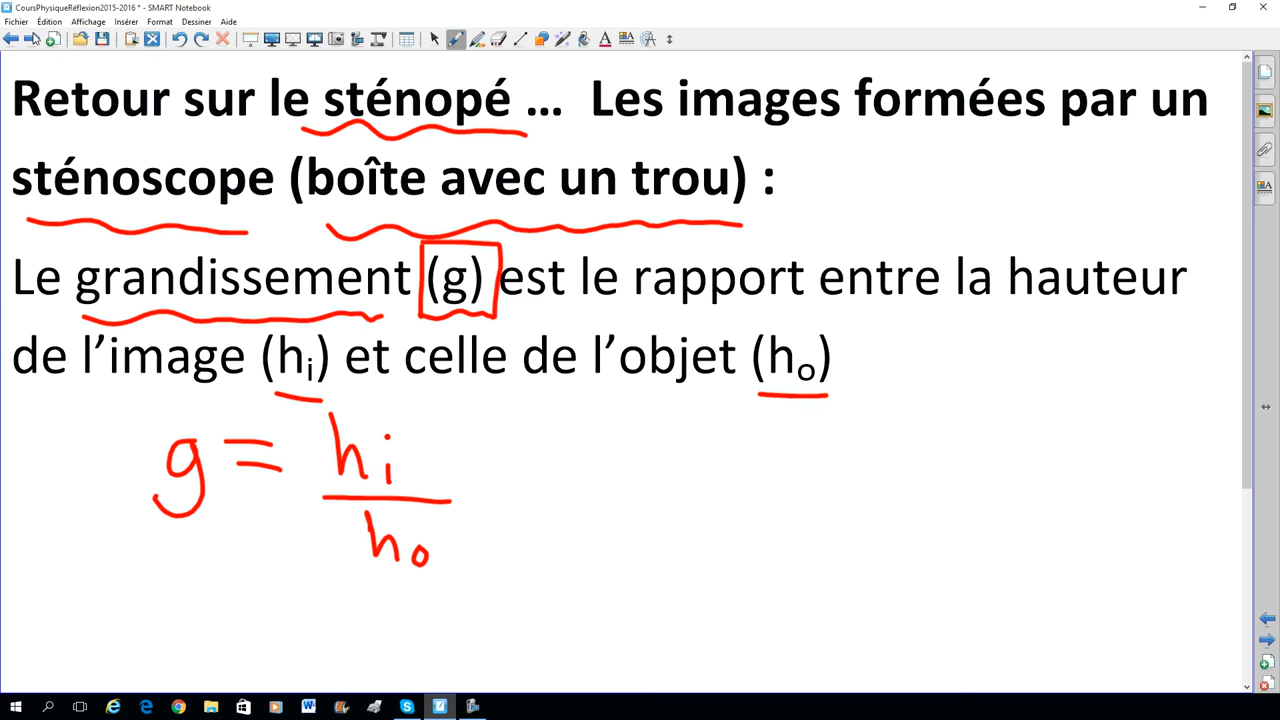 CoursPhysiqueRéflexion2015-2016 * - SMART Notebook
Fichier Édition Affichage Insérer Format Dessiner Aide
Retour sur le sténopé … Les images formées par un
sténoscope (boîte avec un trou) :
Le grandissement (g) est le rapport entre la hauteur
de l’image (hi) et celle de l’objet (ho)
g = hi
ho